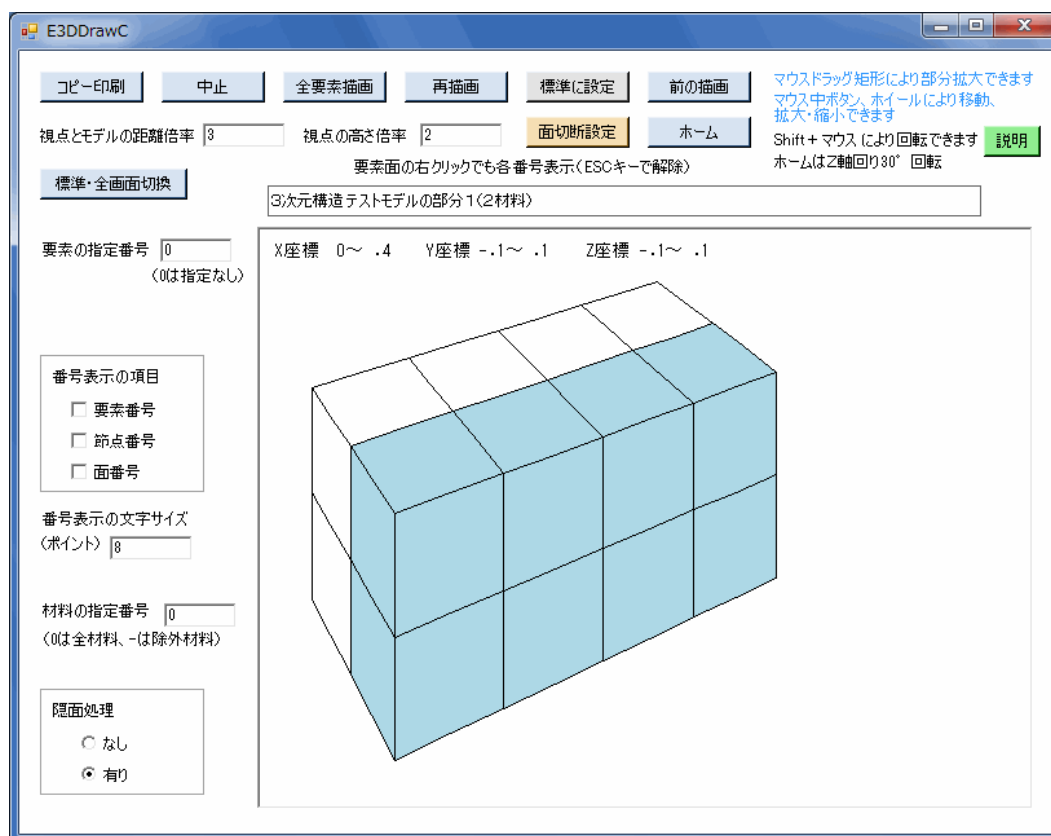 E3DDrawC
コピー印刷 中止 全要素描画 再描画 標準に設定 前の描画
マウスドラッグ矩形により部分拡大できます
マウス中ボタン、ホイールにより移動、
拡大・縮小できます
視点とモデルの距離倍率 3 視点の高さ倍率 2 面切断設定 ホーム
Shift+マウス により回転できます 説明
ホームはZ軸回り30° 回転
要素面の右クリックでも各番号表示(ESCキーで解除)
標準・全画面切換
3次元構造テストモデルの部分1(2材料)
要素の指定番号 0
(0は指定なし)
X座標 0~ .4 Y座標 -.1~ .1 Z座標 -.1~ .1
番号表示の項目
要素番号
節点番号
面番号
番号表示の文字サイズ
(ポイント) 8
材料の指定番号 0
(0は全材料、-は除外材料)
隠面処理
なし
有り